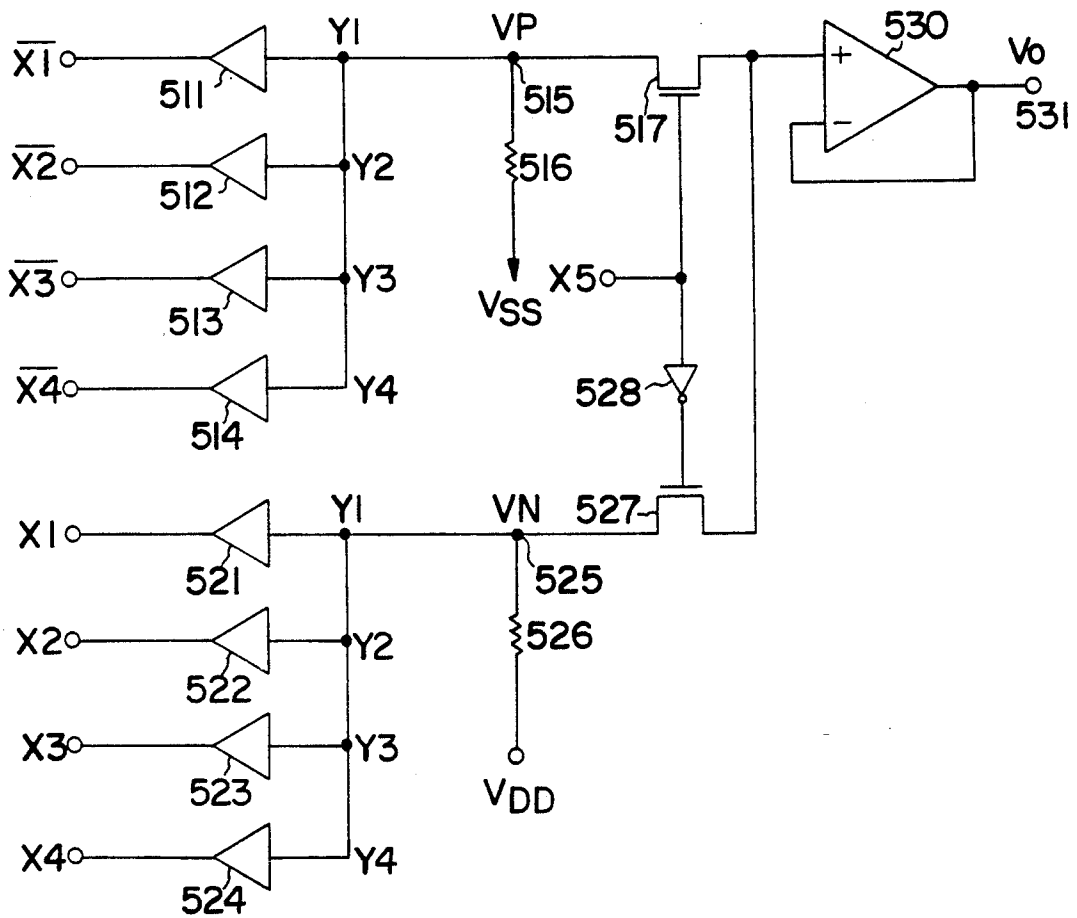 X̅1̅ 511 Y1 VP 515 517 + − 530 Vo 531
X̅2̅ 512 Y2 516
X̅3̅ 513 Y3 VSS X5
X̅4̅ 514 Y4 528
X1 521 Y1 VN 525 527
X2 522 Y2 526
X3 523 Y3 VDD
X4 524 Y4